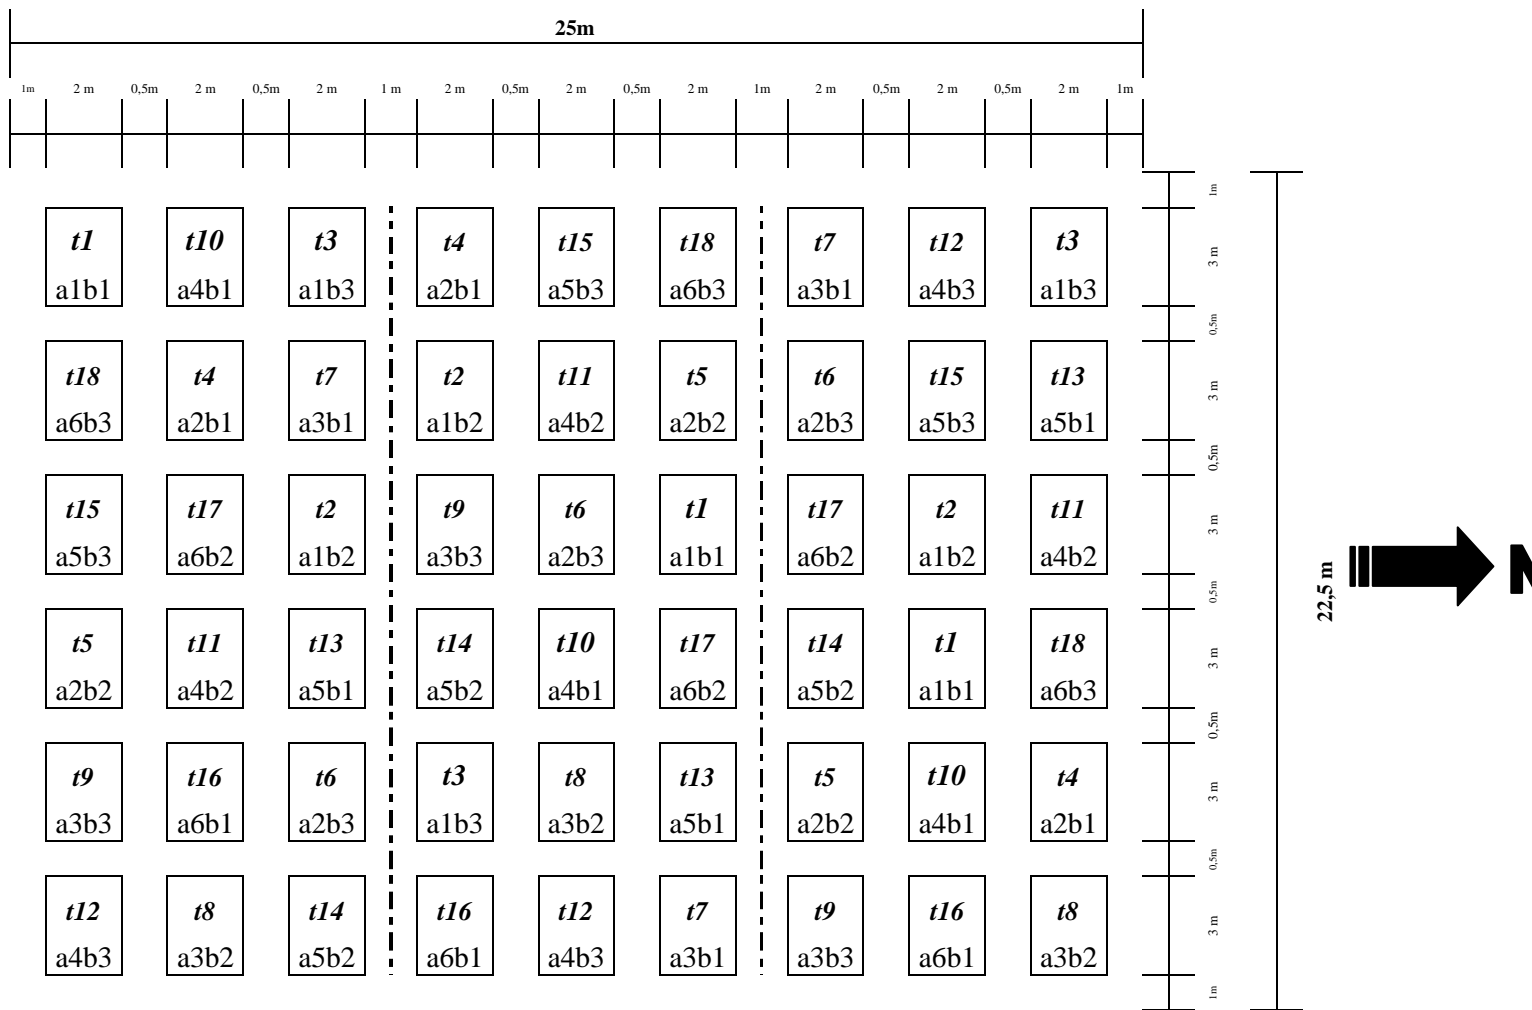 25m
1m 2 m 0,5m 2 m 0,5m 2 m 1 m 2 m 0,5m 2 m 0,5m 2 m 1m 2 m 0,5m 2 m 0,5m 2 m 1m
1m
t1 t10 t3 t4 t15 t18 t7 t12 t3
a1b1 a4b1 a1b3 a2b1 a5b3 a6b3 a3b1 a4b3 a1b3
3 m
0,5m
t18 t4 t7 t2 t11 t5 t6 t15 t13
a6b3 a2b1 a3b1 a1b2 a4b2 a2b2 a2b3 a5b3 a5b1
3 m
0,5m
t15 t17 t2 t9 t6 t1 t17 t2 t11
a5b3 a6b2 a1b2 a3b3 a2b3 a1b1 a6b2 a1b2 a4b2
3 m
0,5m
22,5 m
t5 t11 t13 t14 t10 t17 t14 t1 t18
a2b2 a4b2 a5b1 a5b2 a4b1 a6b2 a5b2 a1b1 a6b3
3 m
0,5m
t9 t16 t6 t3 t8 t13 t5 t10 t4
a3b3 a6b1 a2b3 a1b3 a3b2 a5b1 a2b2 a4b1 a2b1
3 m
0,5m
t12 t8 t14 t16 t12 t7 t9 t16 t8
a4b3 a3b2 a5b2 a6b1 a4b3 a3b1 a3b3 a6b1 a3b2
3 m
1m